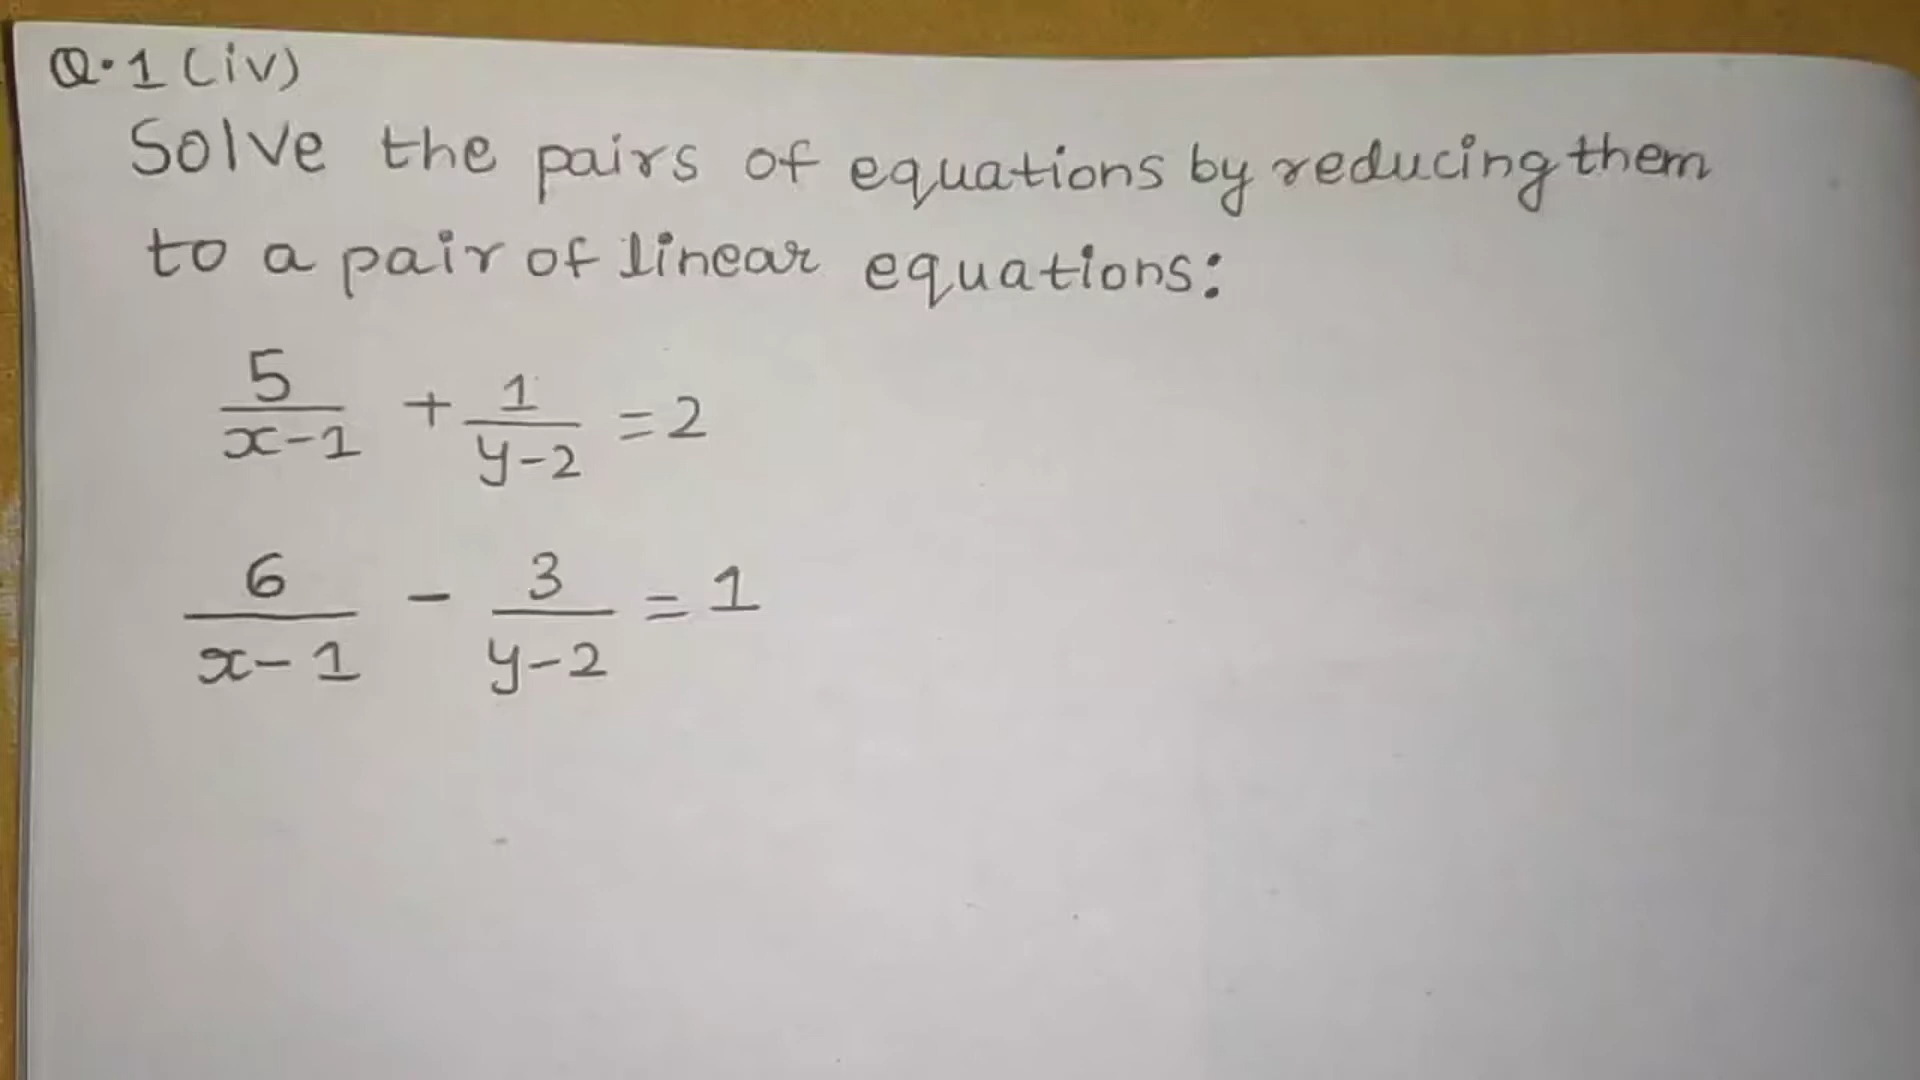 Q.1 (iv)
Solve the pairs of equations by reducing them
to a pair of linear equations:
5/(x-1) + 1/(y-2) = 2
6/(x-1) - 3/(y-2) = 1